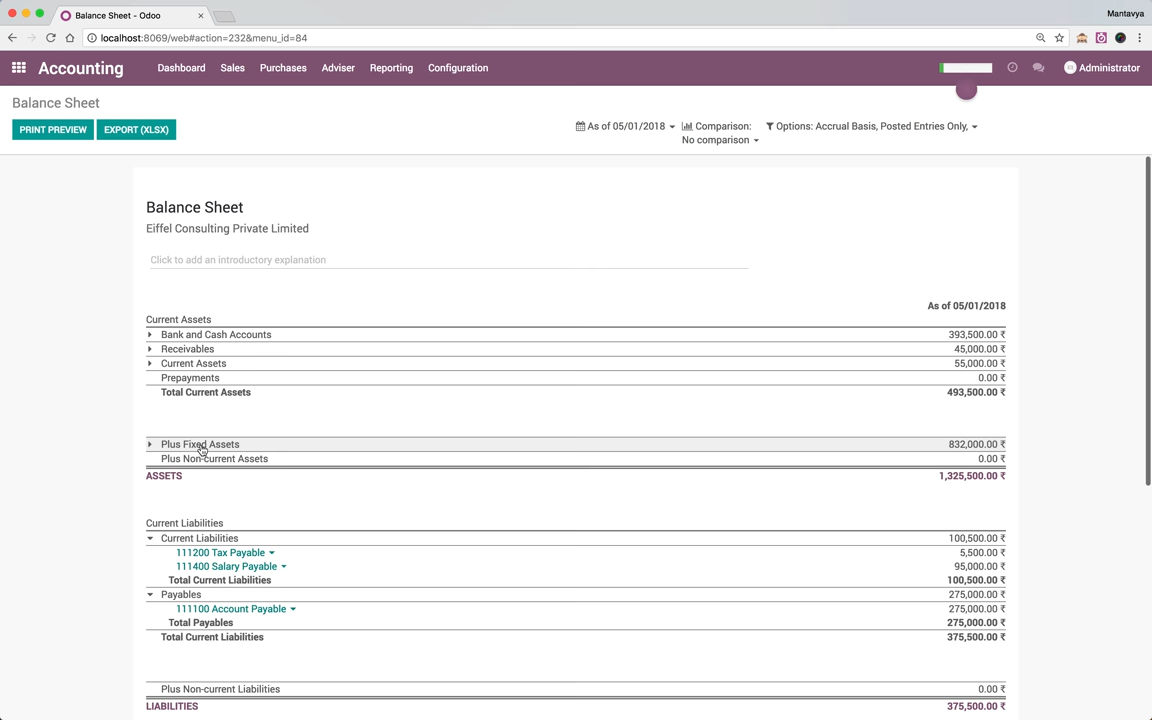 Balance Sheet - Odoo
Mantavya
localhost:8069/web#action=232&menu_id=84
Accounting Dashboard Sales Purchases Adviser Reporting Configuration Administrator
Balance Sheet
PRINT PREVIEW EXPORT (XLSX)
As of 05/01/2018 Comparison: Options: Accrual Basis, Posted Entries Only,
No comparison
Balance Sheet
Eiffel Consulting Private Limited
Click to add an introductory explanation
As of 05/01/2018
Current Assets
Bank and Cash Accounts 393,500.00 ₹
Receivables 45,000.00 ₹
Current Assets 55,000.00 ₹
Prepayments 0.00 ₹
Total Current Assets 493,500.00 ₹
Plus Fixed Assets 832,000.00 ₹
Plus Non-current Assets 0.00 ₹
ASSETS 1,325,500.00 ₹
Current Liabilities
Current Liabilities 100,500.00 ₹
111200 Tax Payable 5,500.00 ₹
111400 Salary Payable 95,000.00 ₹
Total Current Liabilities 100,500.00 ₹
Payables 275,000.00 ₹
111100 Account Payable 275,000.00 ₹
Total Payables 275,000.00 ₹
Total Current Liabilities 375,500.00 ₹
Plus Non-current Liabilities 0.00 ₹
LIABILITIES 375,500.00 ₹